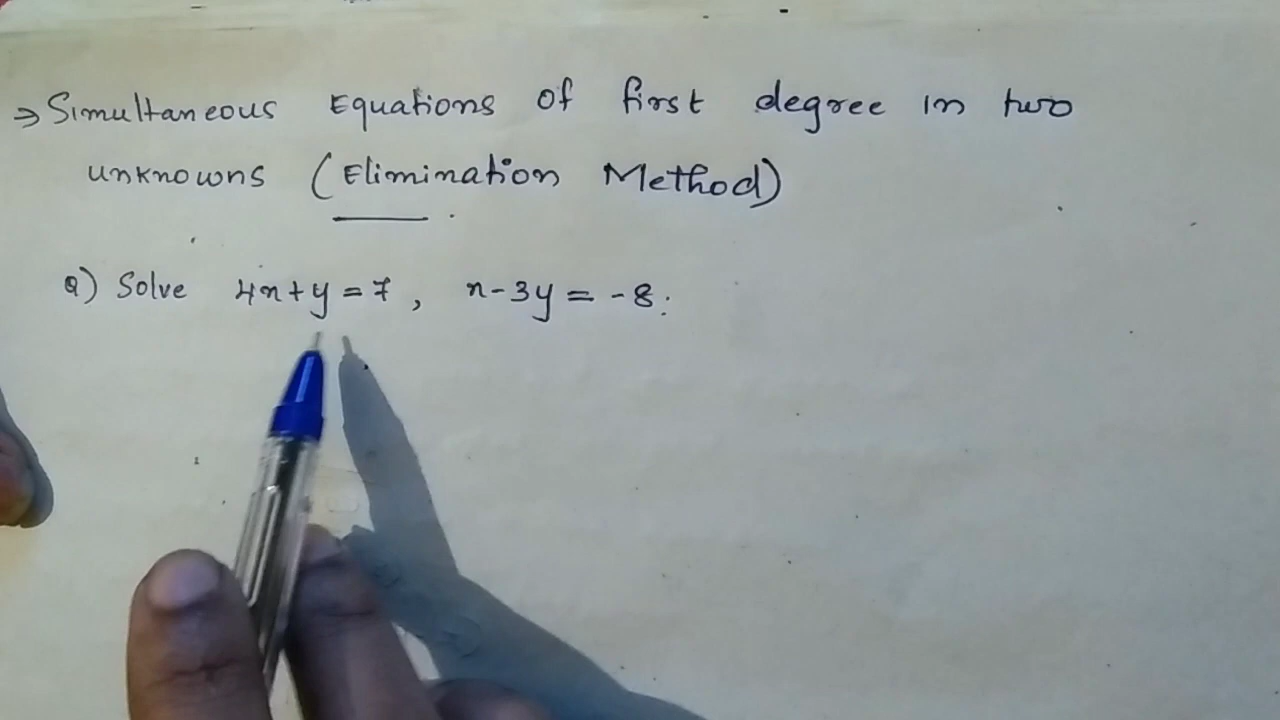 ⇒ Simultaneous Equations of first degree in two
unknowns (Elimination Method)
Q) Solve 4x+y=7, x-3y=-8.